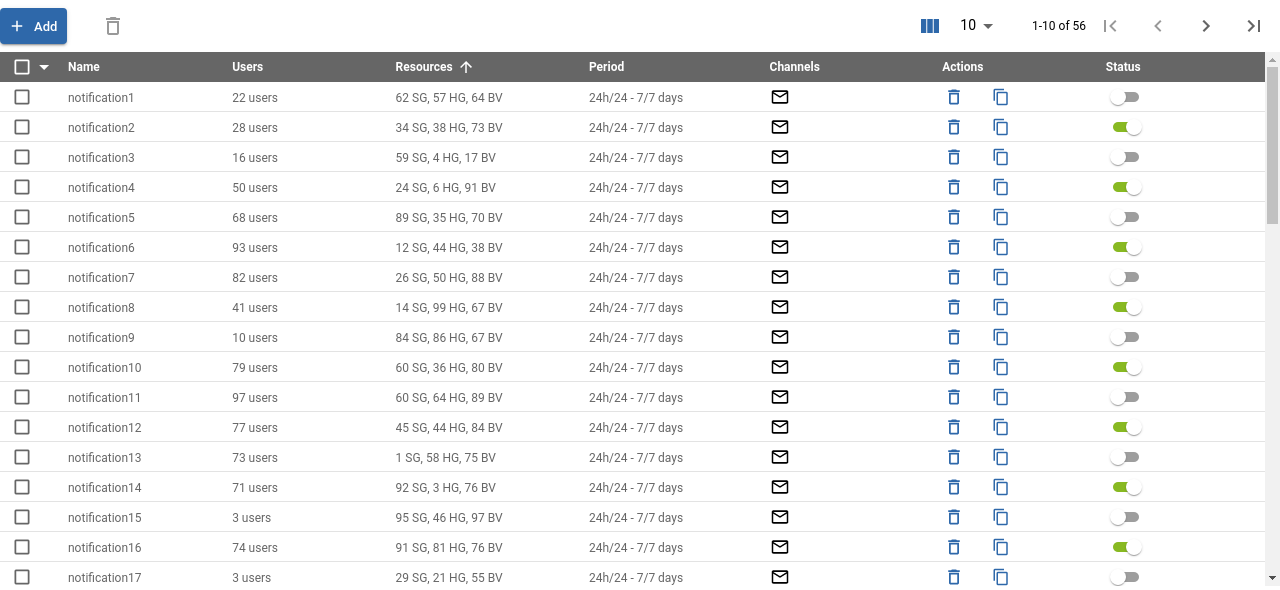 Add 10 1-10 of 56
Name Users Resources Period Channels Actions Status
notification1 22 users 62 SG, 57 HG, 64 BV 24h/24 - 7/7 days
notification2 28 users 34 SG, 38 HG, 73 BV 24h/24 - 7/7 days
notification3 16 users 59 SG, 4 HG, 17 BV 24h/24 - 7/7 days
notification4 50 users 24 SG, 6 HG, 91 BV 24h/24 - 7/7 days
notification5 68 users 89 SG, 35 HG, 70 BV 24h/24 - 7/7 days
notification6 93 users 12 SG, 44 HG, 38 BV 24h/24 - 7/7 days
notification7 82 users 26 SG, 50 HG, 88 BV 24h/24 - 7/7 days
notification8 41 users 14 SG, 99 HG, 67 BV 24h/24 - 7/7 days
notification9 10 users 84 SG, 86 HG, 67 BV 24h/24 - 7/7 days
notification10 79 users 60 SG, 36 HG, 80 BV 24h/24 - 7/7 days
notification11 97 users 60 SG, 64 HG, 89 BV 24h/24 - 7/7 days
notification12 77 users 45 SG, 44 HG, 84 BV 24h/24 - 7/7 days
notification13 73 users 1 SG, 58 HG, 75 BV 24h/24 - 7/7 days
notification14 71 users 92 SG, 3 HG, 76 BV 24h/24 - 7/7 days
notification15 3 users 95 SG, 46 HG, 97 BV 24h/24 - 7/7 days
notification16 74 users 91 SG, 81 HG, 76 BV 24h/24 - 7/7 days
notification17 3 users 29 SG, 21 HG, 55 BV 24h/24 - 7/7 days